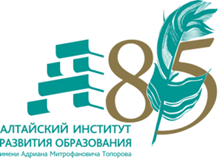 85
АЛТАЙСКИЙ ИНСТИТУТ
РАЗВИТИЯ ОБРАЗОВАНИЯ
имени Адриана Митрофановича Топорова